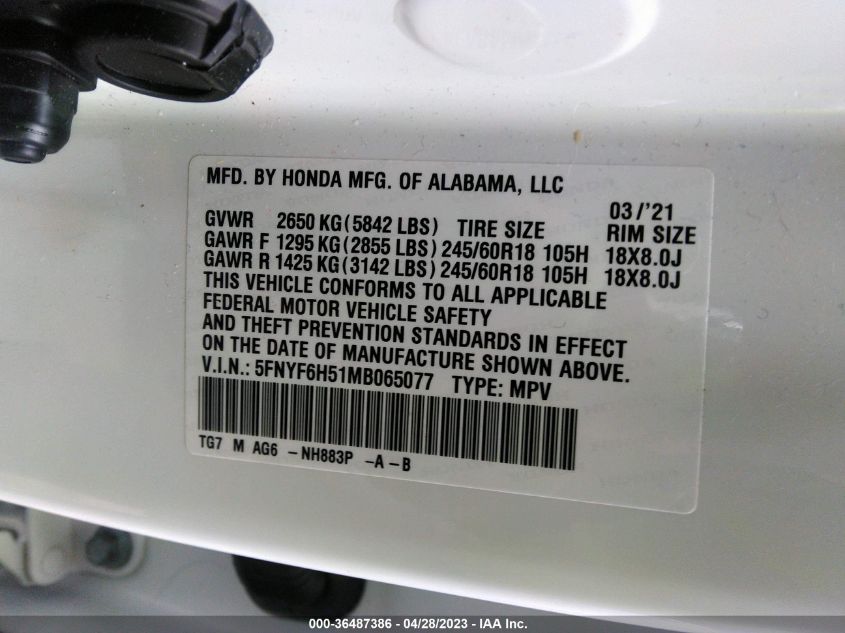 MFD. BY HONDA MFG. OF ALABAMA, LLC
03/'21
GVWR 2650 KG(5842 LBS) TIRE SIZE RIM SIZE
GAWR F 1295 KG(2855 LBS) 245/60R18 105H 18X8.0J
GAWR R 1425 KG(3142 LBS) 245/60R18 105H 18X8.0J
THIS VEHICLE CONFORMS TO ALL APPLICABLE
FEDERAL MOTOR VEHICLE SAFETY
AND THEFT PREVENTION STANDARDS IN EFFECT
ON THE DATE OF MANUFACTURE SHOWN ABOVE.
V.I.N.: 5FNYF6H51MB065077 TYPE: MPV
TG7 M AG6 -NH883P -A-B
000-36487386 - 04/28/2023 - IAA Inc.